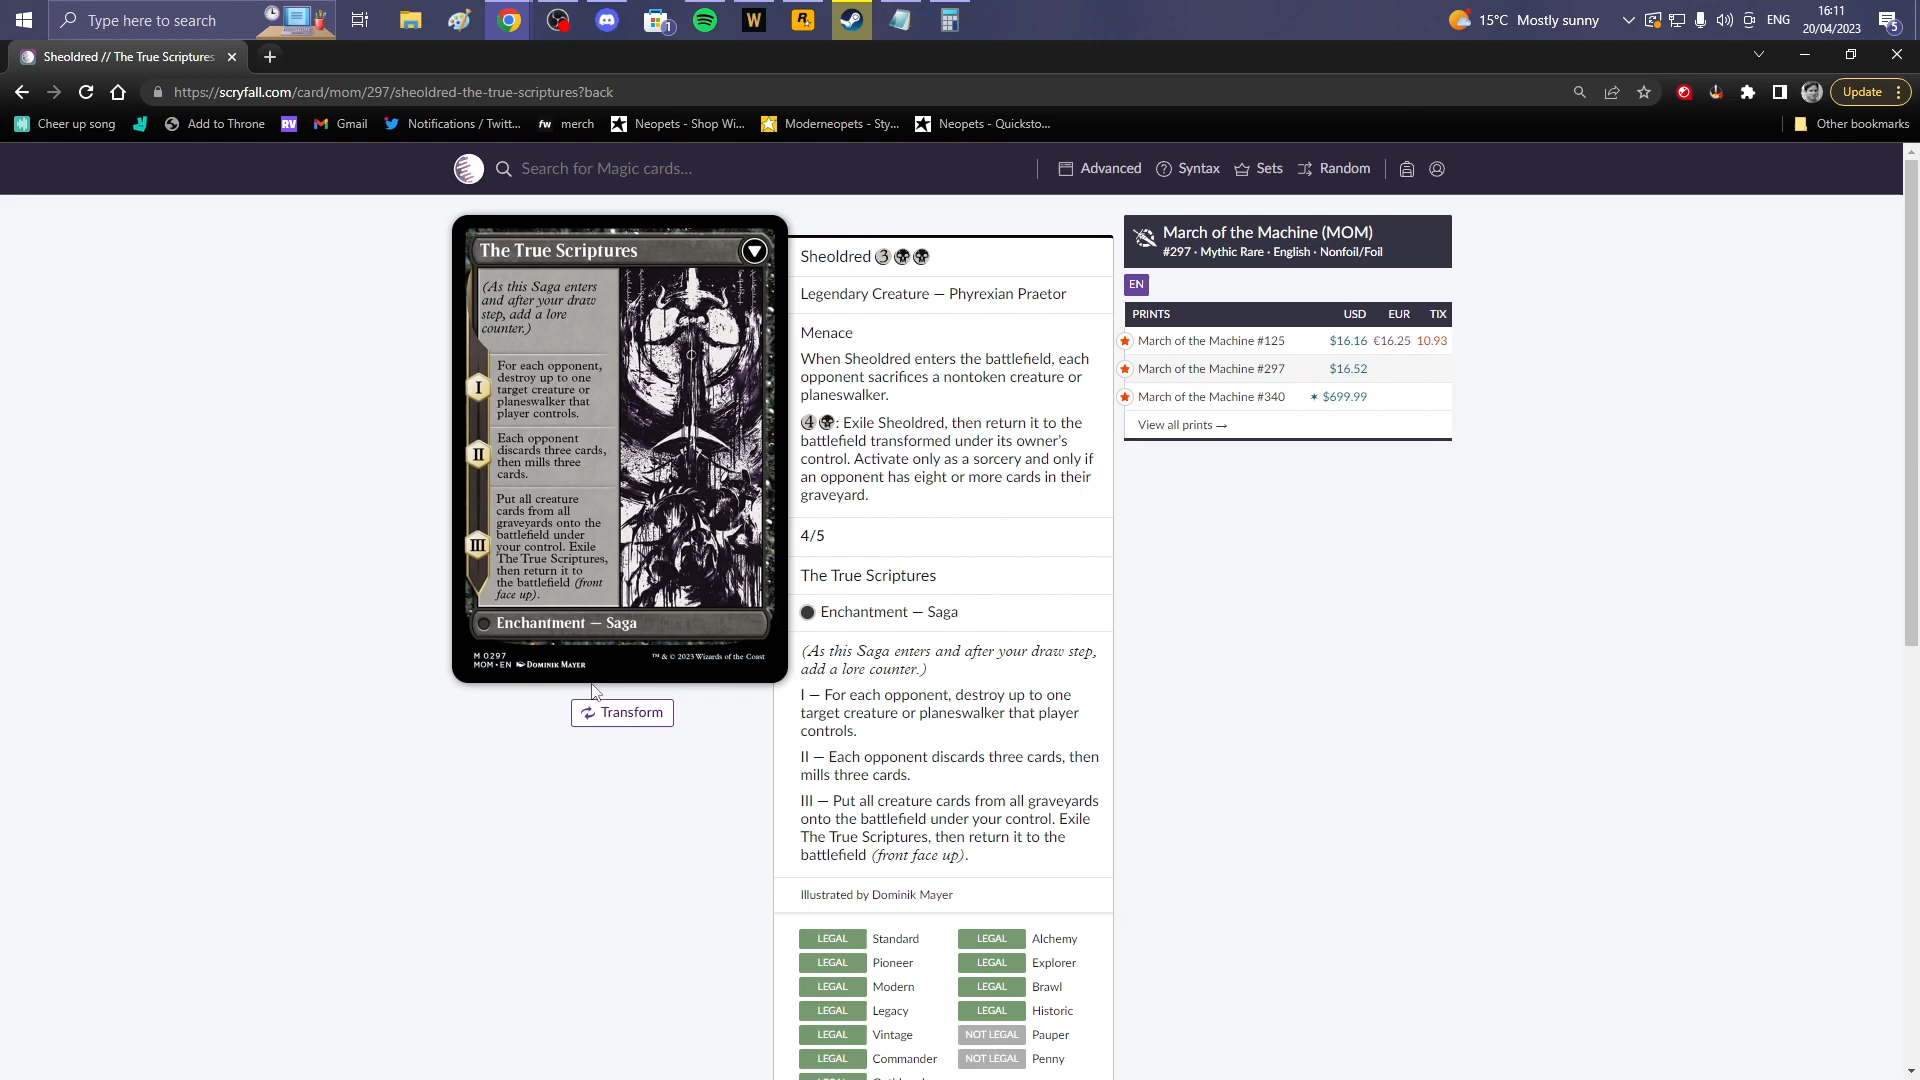 Type here to search
1
W
R
15°C Mostly sunny
ENG
16:11
20/04/2023
5
Sheoldred // The True Scriptures
https://scryfall.com/card/mom/297/sheoldred-the-true-scriptures?back
Update
Cheer up song
Add to Throne
RV
Gmail
Notifications / Twitt...
fw merch
Neopets - Shop Wi...
Moderneopets - Sty...
Neopets - Quicksto...
Other bookmarks
Search for Magic cards...
Advanced
Syntax
Sets
Random
The True Scriptures
(As this Saga enters
and after your draw
step, add a lore
counter.)
I
For each opponent,
destroy up to one
target creature or
planeswalker that
player controls.
II
Each opponent
discards three cards,
then mills three
cards.
III
Put all creature
cards from all
graveyards onto the
battlefield under
your control. Exile
The True Scriptures,
then return it to
the battlefield (front
face up).
Enchantment — Saga
M 0297
MOM • EN DOMINIK MAYER
™ & © 2023 Wizards of the Coast
Transform
Sheoldred 3
Legendary Creature — Phyrexian Praetor
Menace
When Sheoldred enters the battlefield, each
opponent sacrifices a nontoken creature or
planeswalker.
4 : Exile Sheoldred, then return it to the
battlefield transformed under its owner's
control. Activate only as a sorcery and only if
an opponent has eight or more cards in their
graveyard.
4/5
The True Scriptures
Enchantment — Saga
(As this Saga enters and after your draw step,
add a lore counter.)
I — For each opponent, destroy up to one
target creature or planeswalker that player
controls.
II — Each opponent discards three cards, then
mills three cards.
III — Put all creature cards from all graveyards
onto the battlefield under your control. Exile
The True Scriptures, then return it to the
battlefield (front face up).
Illustrated by Dominik Mayer
LEGAL Standard LEGAL Alchemy
LEGAL Pioneer LEGAL Explorer
LEGAL Modern LEGAL Brawl
LEGAL Legacy LEGAL Historic
LEGAL Vintage NOT LEGAL Pauper
LEGAL Commander NOT LEGAL Penny
March of the Machine (MOM)
#297 · Mythic Rare · English · Nonfoil/Foil
EN
PRINTS USD EUR TIX
March of the Machine #125 $16.16 €16.25 10.93
March of the Machine #297 $16.52
March of the Machine #340 ✶ $699.99
View all prints →